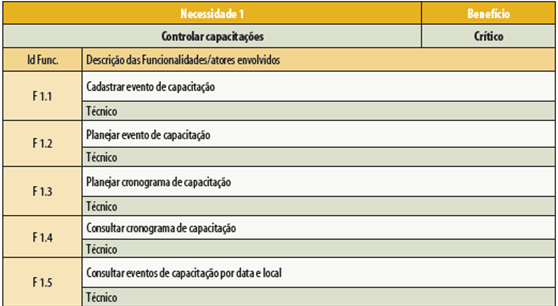 Necessidade 1 Benefício
Controlar capacitações Crítico
Id Func. Descrição das Funcionalidades/atores envolvidos
F 1.1 Cadastrar evento de capacitação
Técnico
F 1.2 Planejar evento de capacitação
Técnico
F 1.3 Planejar cronograma de capacitação
Técnico
F 1.4 Consultar cronograma de capacitação
Técnico
F 1.5 Consultar eventos de capacitação por data e local
Técnico